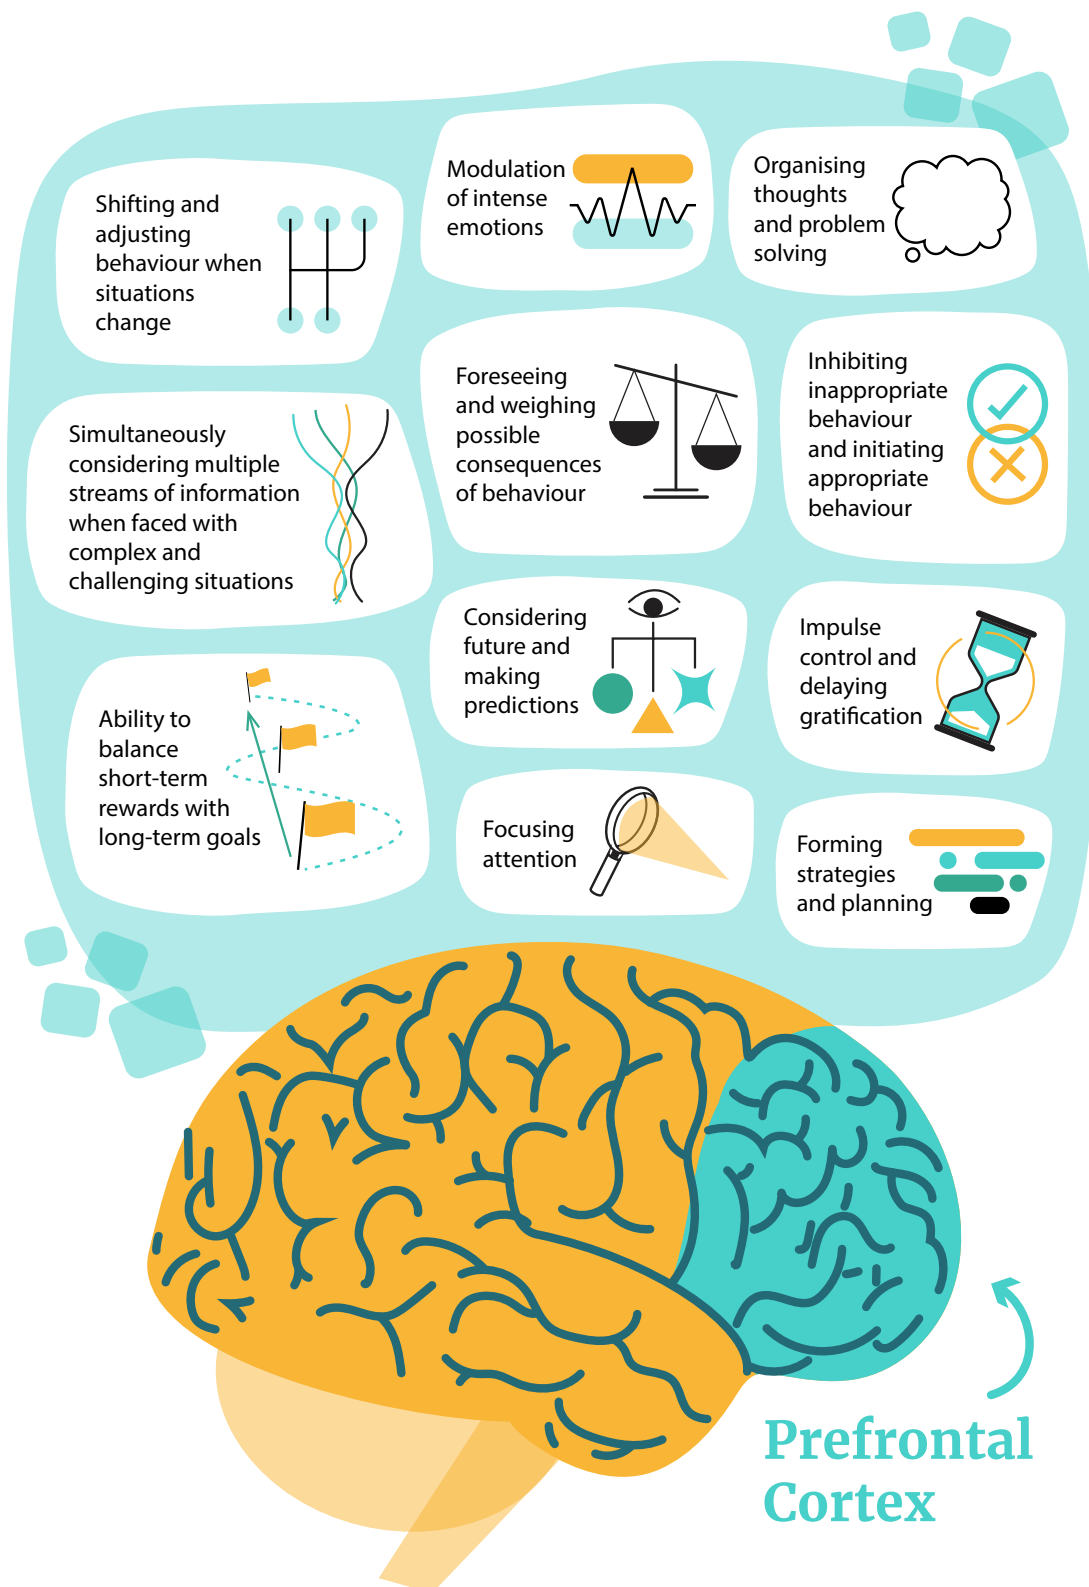 Shifting and
adjusting
behaviour when
situations
change
Modulation
of intense
emotions
Organising
thoughts
and problem
solving
Simultaneously
considering multiple
streams of information
when faced with
complex and
challenging situations
Foreseeing
and weighing
possible
consequences
of behaviour
Inhibiting
inappropriate
behaviour
and initiating
appropriate
behaviour
Ability to
balance
short-term
rewards with
long-term goals
Considering
future and
making
predictions
Impulse
control and
delaying
gratification
Focusing
attention
Forming
strategies
and planning
Prefrontal
Cortex